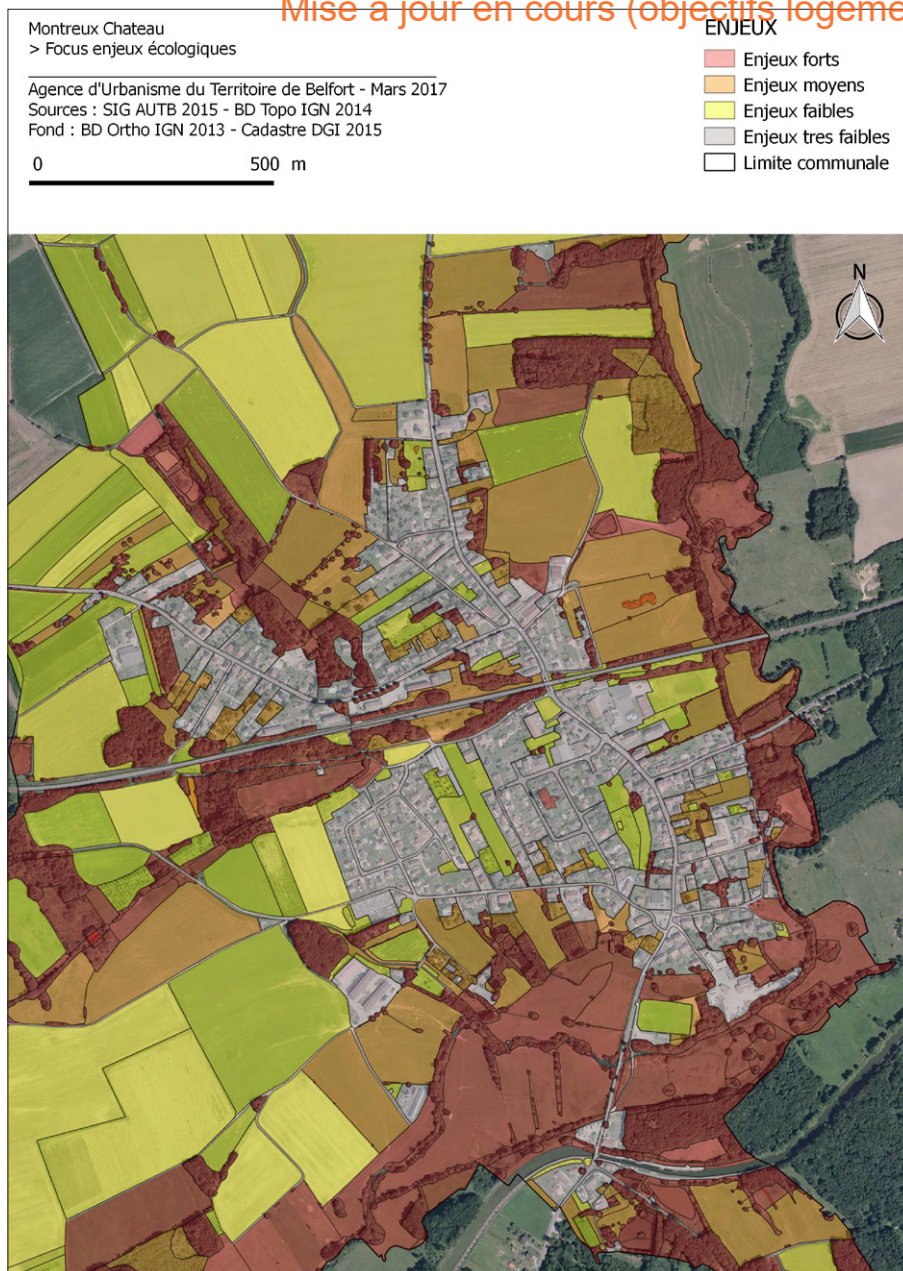 Mise à jour en cours (objectifs logeme
Montreux Chateau
> Focus enjeux écologiques
Agence d'Urbanisme du Territoire de Belfort - Mars 2017
Sources : SIG AUTB 2015 - BD Topo IGN 2014
Fond : BD Ortho IGN 2013 - Cadastre DGI 2015
0 500 m
ENJEUX
Enjeux forts
Enjeux moyens
Enjeux faibles
Enjeux tres faibles
Limite communale
N